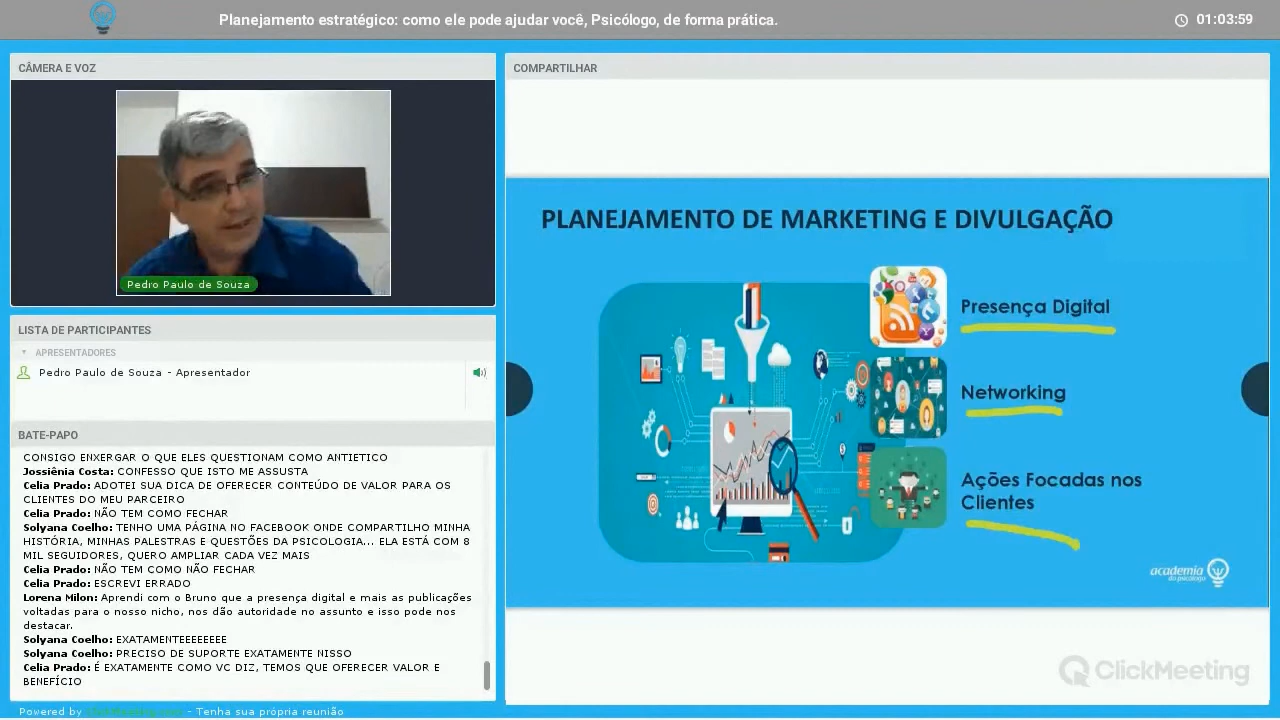 Planejamento estratégico: como ele pode ajudar você, Psicólogo, de forma prática.
01:03:59
CÂMERA E VOZ
Pedro Paulo de Souza
LISTA DE PARTICIPANTES
APRESENTADORES
Pedro Paulo de Souza - Apresentador
BATE-PAPO
CONSIGO ENXERGAR O QUE ELES QUESTIONAM COMO ANTIETICO
Jossiênia Costa: CONFESSO QUE ISTO ME ASSUSTA
Celia Prado: ADOTEI SUA DICA DE OFERECER CONTEÚDO DE VALOR PARA OS
CLIENTES DO MEU PARCEIRO
Celia Prado: NÃO TEM COMO FECHAR
Solyana Coelho: TENHO UMA PÁGINA NO FACEBOOK ONDE COMPARTILHO MINHA
HISTÓRIA, MINHAS PALESTRAS E QUESTÕES DA PSICOLOGIA... ELA ESTÁ COM 8
MIL SEGUIDORES, QUERO AMPLIAR CADA VEZ MAIS
Celia Prado: NÃO TEM COMO NÃO FECHAR
Celia Prado: ESCREVI ERRADO
Lorena Milon: Aprendi com o Bruno que a presença digital e mais as publicações
voltadas para o nosso nicho, nos dão autoridade no assunto e isso pode nos
destacar.
Solyana Coelho: EXATAMENTEEEEEEEE
Solyana Coelho: PRECISO DE SUPORTE EXATAMENTE NISSO
Celia Prado: É EXATAMENTE COMO VC DIZ, TEMOS QUE OFERECER VALOR E
BENEFÍCIO
Powered by ClickMeeting.com - Tenha sua própria reunião
COMPARTILHAR
PLANEJAMENTO DE MARKETING E DIVULGAÇÃO
Presença Digital
Networking
Ações Focadas nos
Clientes
academia
do psicólogo
ClickMeeting